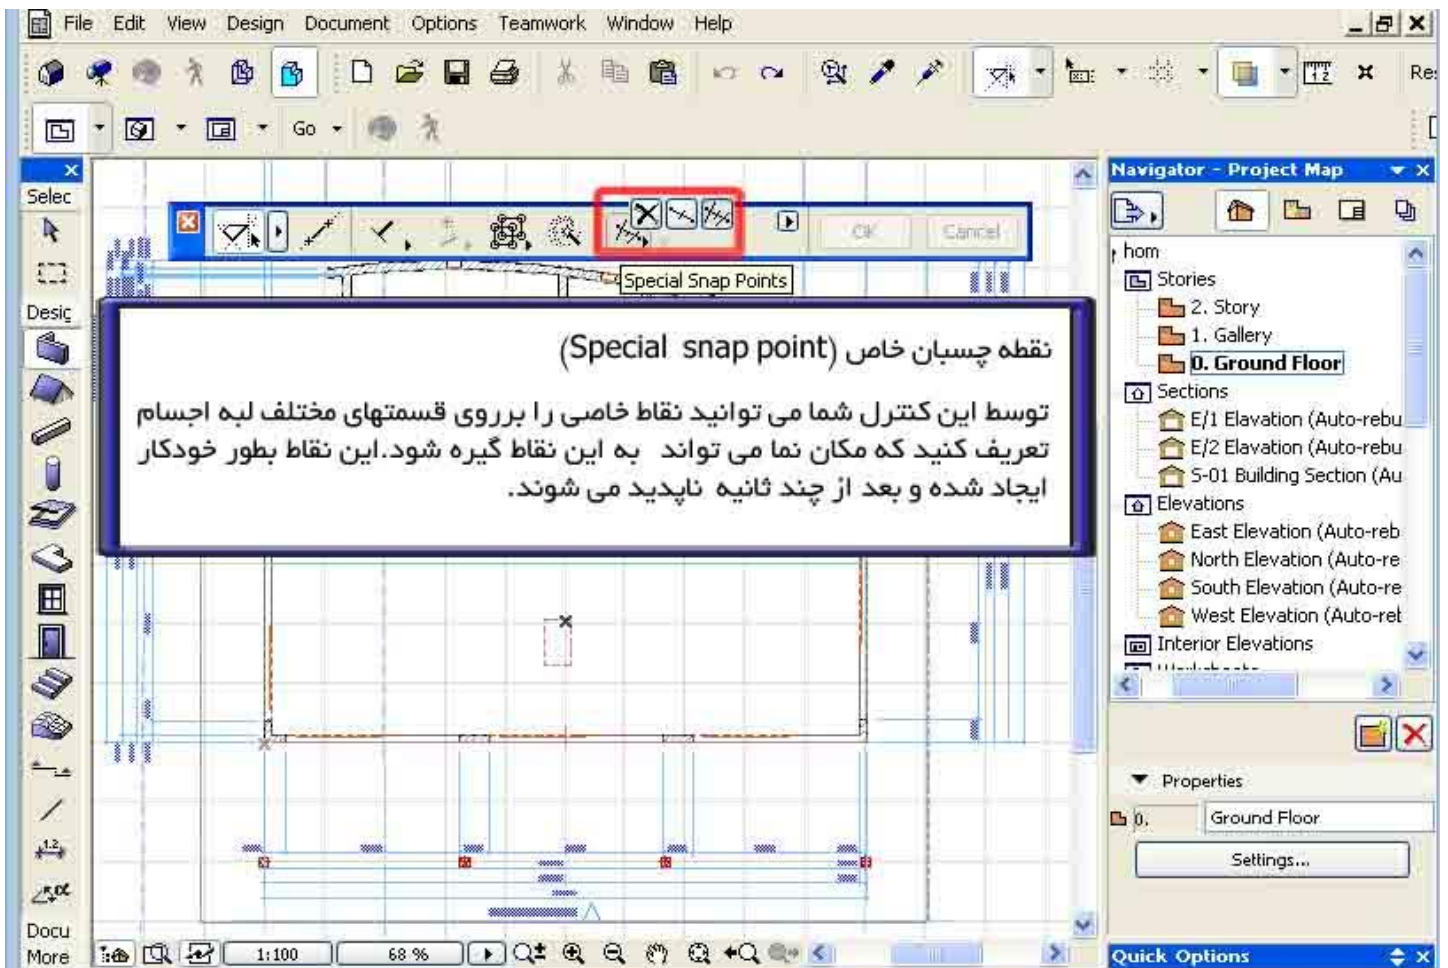 File Edit View Design Document Options Teamwork Window Help
Go
Selec
OK Cancel
Special Snap Points
Desig
نقطه چسبان خاص (Special snap point)
توسط این کنترل شما می توانید نقاط خاصی را برروی قسمتهای مختلف لبه اجسام
تعریف کنید که مکان نما می تواند به این نقاط گیره شود.این نقاط بطور خودکار
ایجاد شده و بعد از چند ثانیه ناپدید می شوند.
Docu
More
1:100 68 %
Navigator - Project Map
hom
Stories
2. Story
1. Gallery
0. Ground Floor
Sections
E/1 Elavation (Auto-rebu
E/2 Elavation (Auto-rebu
S-01 Building Section (Au
Elevations
East Elevation (Auto-reb
North Elevation (Auto-re
South Elevation (Auto-re
West Elevation (Auto-ret
Interior Elevations
Properties
0. Ground Floor
Settings...
Quick Options